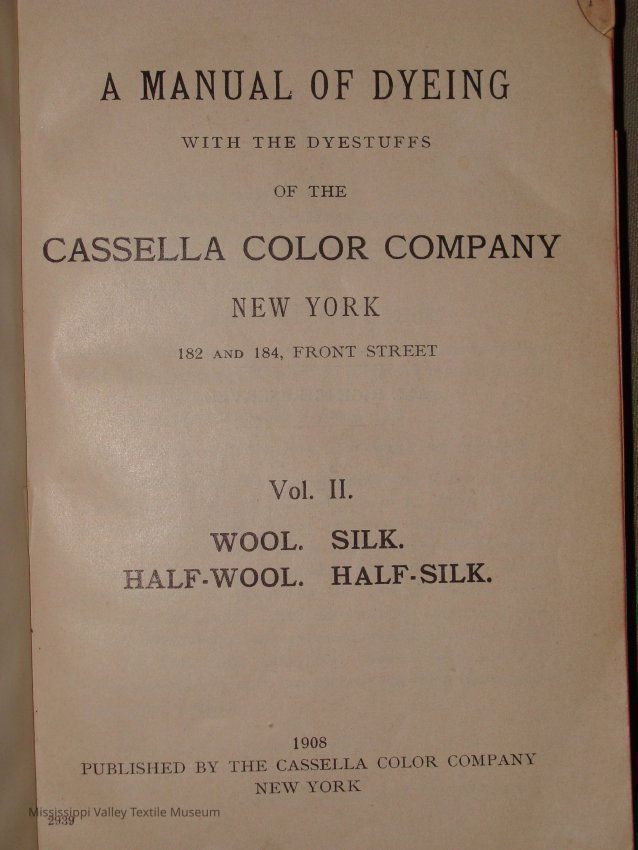 A MANUAL OF DYEING
WITH THE DYESTUFFS
OF THE
CASSELLA COLOR COMPANY
NEW YORK
182 AND 184, FRONT STREET
Vol. II.
WOOL. SILK.
HALF-WOOL. HALF-SILK.
1908
PUBLISHED BY THE CASSELLA COLOR COMPANY
NEW YORK
Mississippi Valley Textile Museum
2939